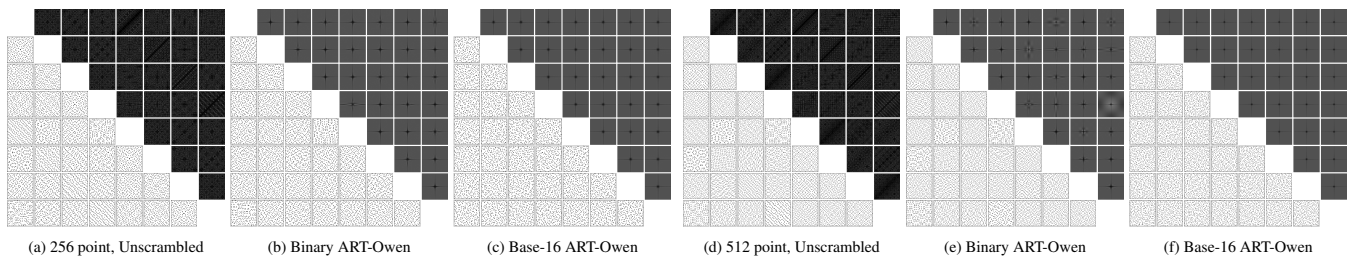 (a) 256 point, Unscrambled
(b) Binary ART-Owen
(c) Base-16 ART-Owen
(d) 512 point, Unscrambled
(e) Binary ART-Owen
(f) Base-16 ART-Owen